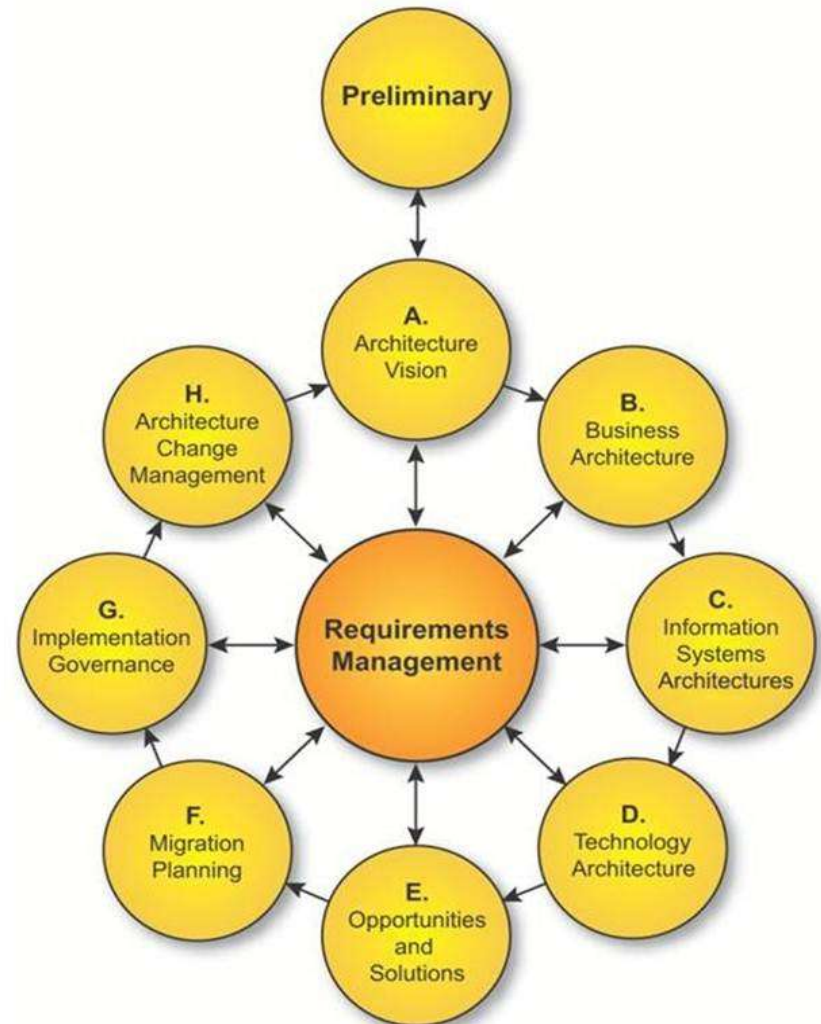 Preliminary
A.
Architecture
Vision
B.
Business
Architecture
C.
Information
Systems
Architectures
D.
Technology
Architecture
E.
Opportunities
and
Solutions
F.
Migration
Planning
G.
Implementation
Governance
H.
Architecture
Change
Management
Requirements
Management